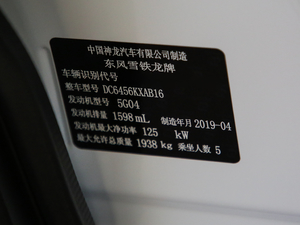 中国神龙汽车有限公司制造
东风雪铁龙牌
车辆识别代号
整车型号 DC6456KXAB16
发动机型号 5G04
发动机排量 1598 mL 制造年月 2019-04
发动机最大净功率 125 kW
最大允许总质量 1938 kg 乘坐人数 5